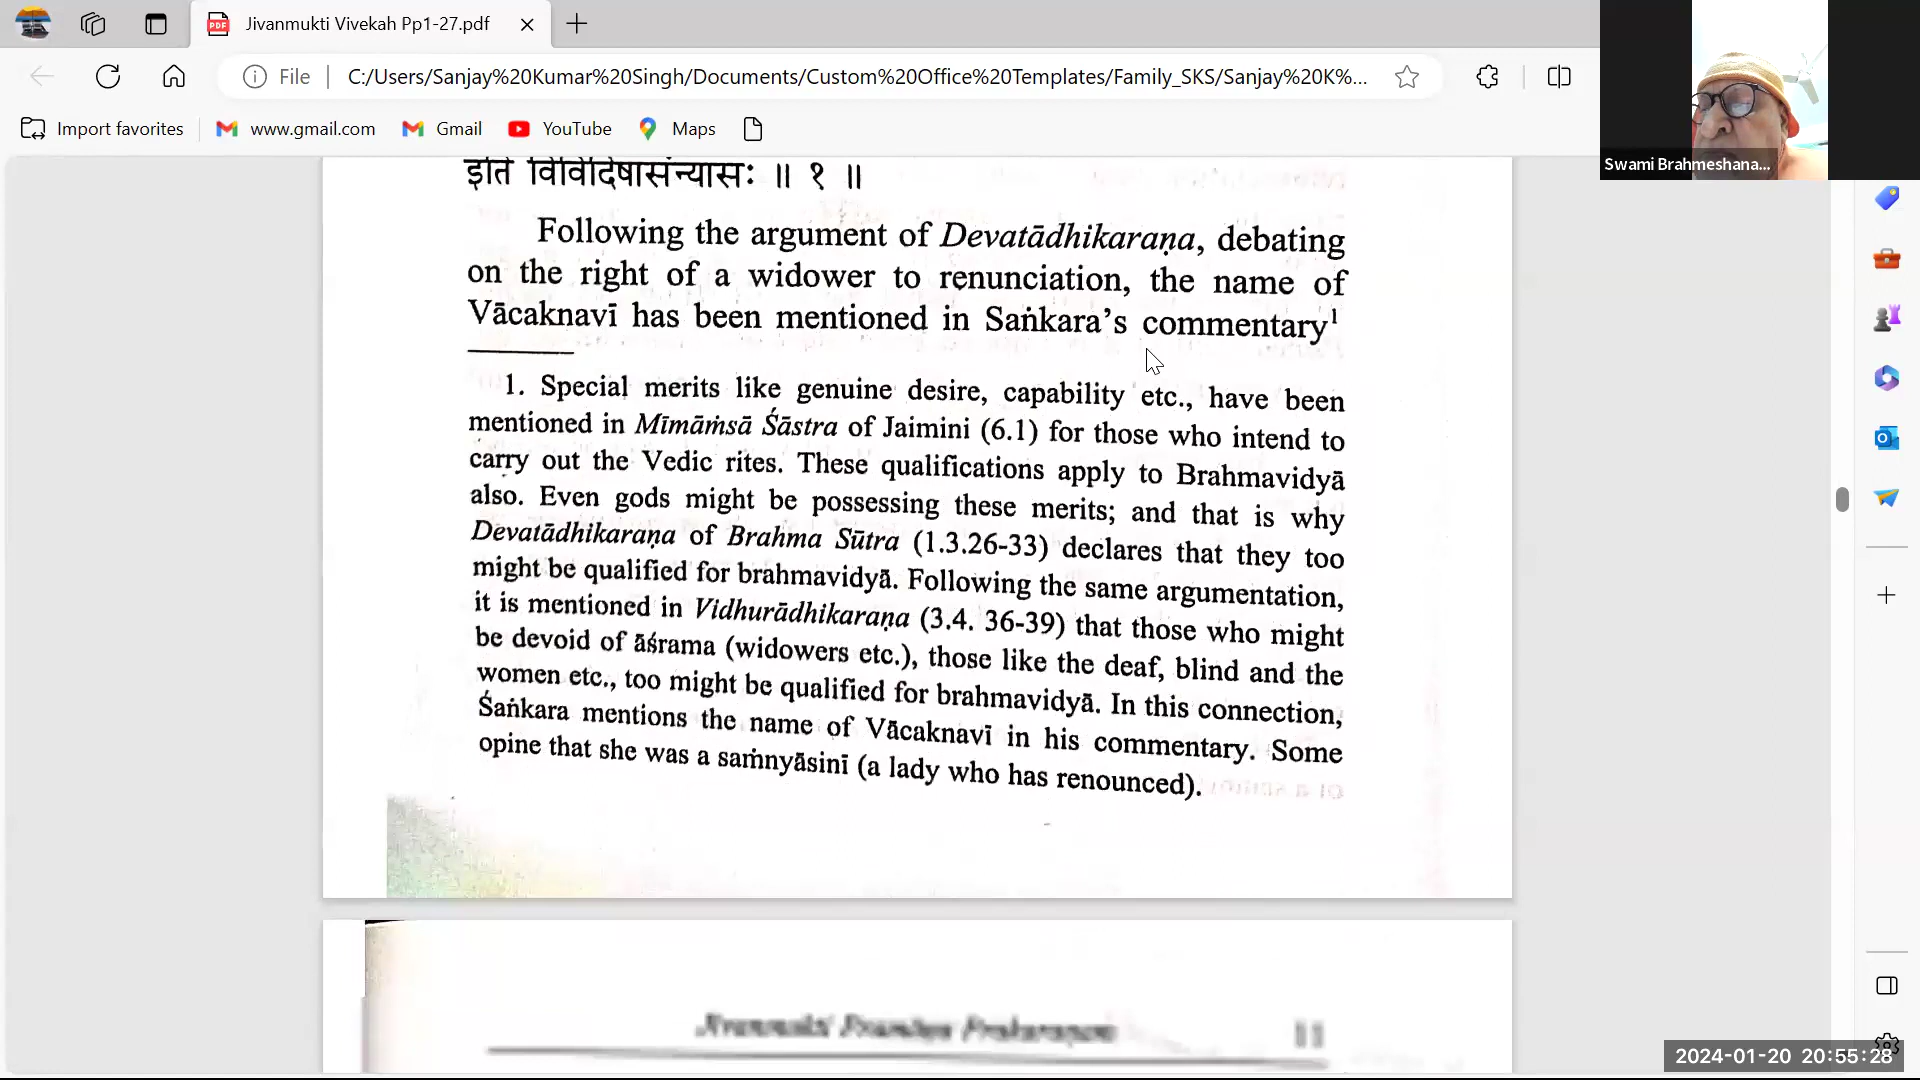 Jivanmukti Vivekah Pp1-27.pdf
File
C:/Users/Sanjay%20Kumar%20Singh/Documents/Custom%20Office%20Templates/Family_SKS/Sanjay%20K%...
Import favorites
www.gmail.com
Gmail
YouTube
Maps
Swami Brahmeshana...
इति विविदिषासंन्यासः ॥ १ ॥
Following the argument of Devatādhikaraṇa, debating
on the right of a widower to renunciation, the name of
Vācaknavī has been mentioned in Saṅkara's commentary¹
1. Special merits like genuine desire, capability etc., have been
mentioned in Mīmāṁsā Śāstra of Jaimini (6.1) for those who intend to
carry out the Vedic rites. These qualifications apply to Brahmavidyā
also. Even gods might be possessing these merits; and that is why
Devatādhikaraṇa of Brahma Sūtra (1.3.26-33) declares that they too
might be qualified for brahmavidyā. Following the same argumentation,
it is mentioned in Vidhurādhikaraṇa (3.4. 36-39) that those who might
be devoid of āśrama (widowers etc.), those like the deaf, blind and the
women etc., too might be qualified for brahmavidyā. In this connection,
Śaṅkara mentions the name of Vācaknavī in his commentary. Some
opine that she was a saṁnyāsinī (a lady who has renounced).
Jīvanmukti Pramāṇa Prakaraṇam 11
2024-01-20 20:55:28